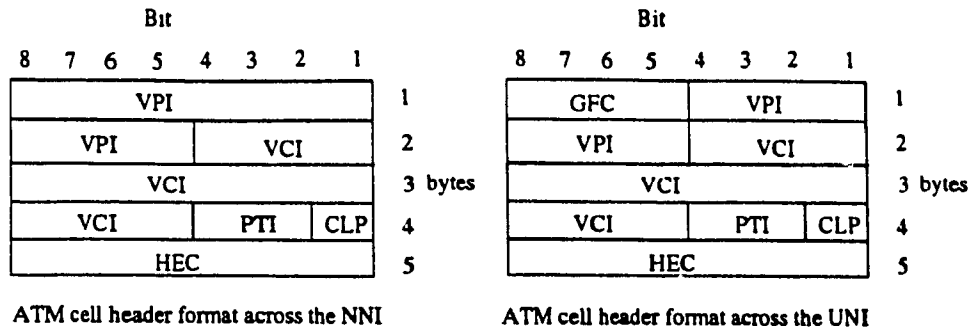 Bit
8 7 6 5 4 3 2 1
VPI 1
VPI VCI 2
VCI 3 bytes
VCI PTI CLP 4
HEC 5
ATM cell header format across the NNI
Bit
8 7 6 5 4 3 2 1
GFC VPI 1
VPI VCI 2
VCI 3 bytes
VCI PTI CLP 4
HEC 5
ATM cell header format across the UNI